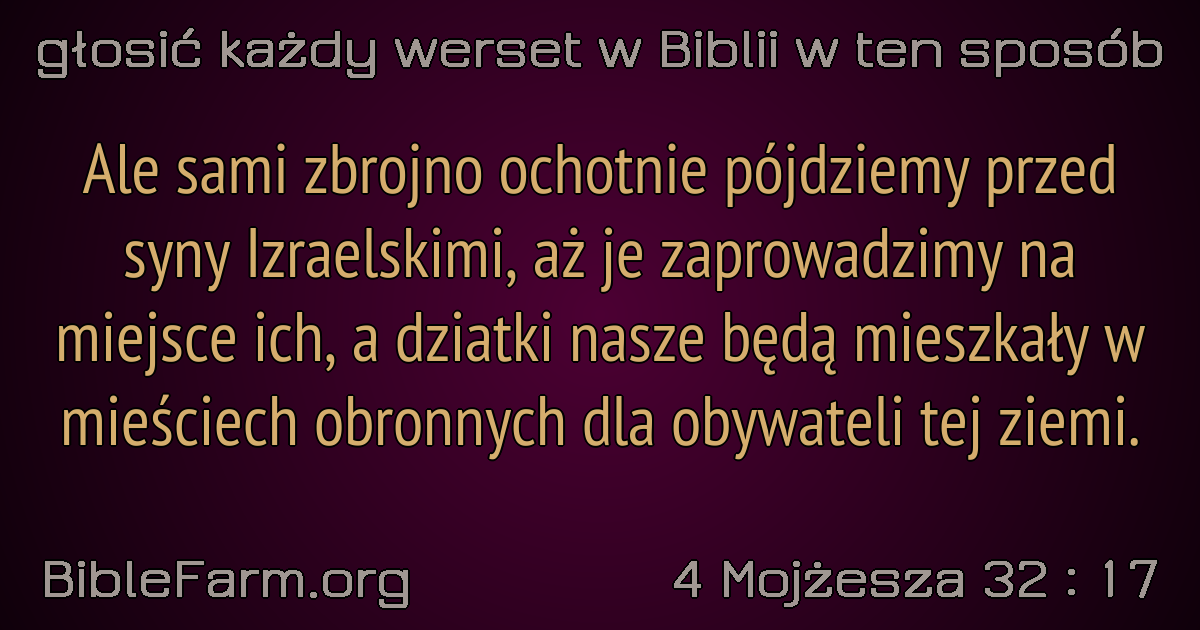 głosić każdy werset w Biblii w ten sposób
Ale sami zbrojno ochotnie pójdziemy przed
syny Izraelskimi, aż je zaprowadzimy na
miejsce ich, a dziatki nasze będą mieszkały w
mieściech obronnych dla obywateli tej ziemi.
BibleFarm.org
4 Mojżesza 32 : 17